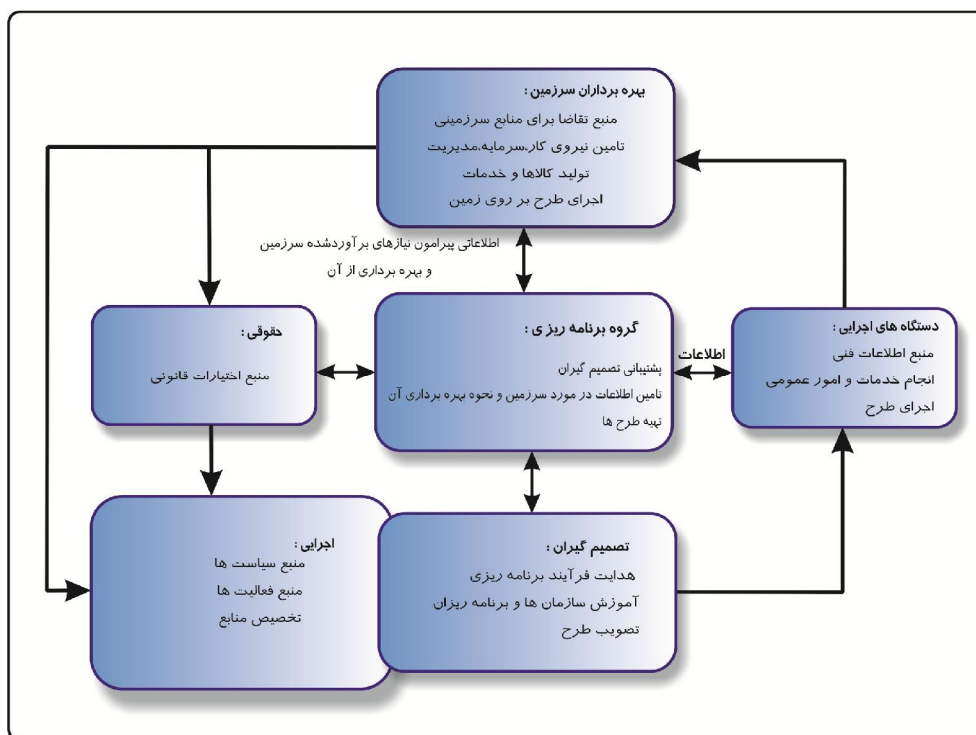 بهره برداران سرزمین :
منبع تقاضا برای منابع سرزمینی
تامین نیروی کار،سرمایه،مدیریت
تولید کالاها و خدمات
اجرای طرح بر روی زمین
اطلاعاتی پیرامون نیازهای برآوردشده سرزمین
و بهره برداری از آن
دستگاه های اجرایی :
منبع اطلاعات فنی
انجام خدمات و امور عمومی
اجرای طرح
اطلاعات
گروه برنامه ریزی :
پشتیبانی تصمیم گیران
تامین اطلاعات در مورد سرزمین و نحوه بهره برداری آن
تهیه طرح ها
حقوقی :
منبع اختیارات قانونی
تصمیم گیران :
هدایت فرآیند برنامه ریزی
آموزش سازمان ها و برنامه ریزان
تصویب طرح
اجرایی :
منبع سیاست ها
منبع فعالیت ها
تخصیص منابع